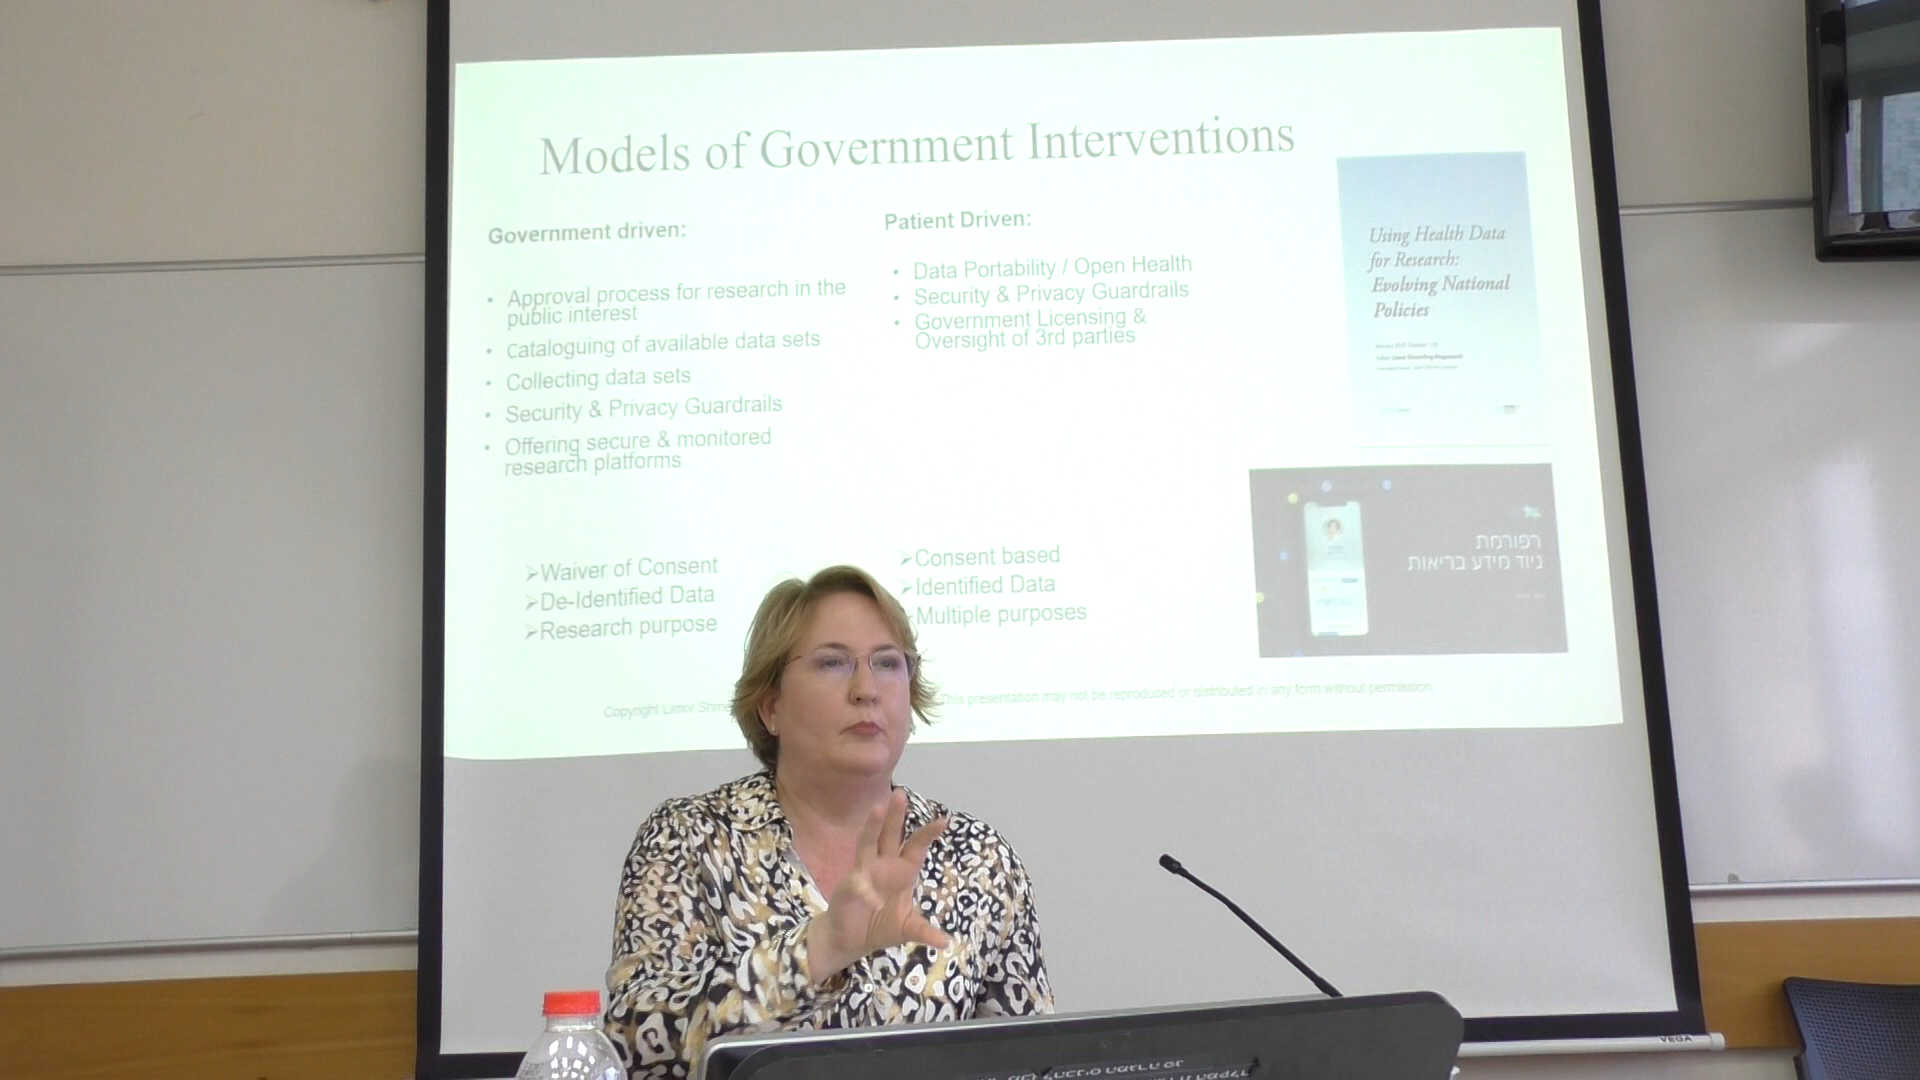 Models of Government Interventions
Government driven:
• Approval process for research in the
public interest
• Cataloguing of available data sets
• Collecting data sets
• Security & Privacy Guardrails
• Offering secure & monitored
research platforms
➢Waiver of Consent
➢De-Identified Data
➢Research purpose
Patient Driven:
• Data Portability / Open Health
• Security & Privacy Guardrails
• Government Licensing &
Oversight of 3rd parties
➢Consent based
➢Identified Data
➢Multiple purposes
Using Health Data
for Research:
Evolving National
Policies
רפורמת
ניוד מידע בריאות
Copyright Limor This presentation may not be reproduced or distributed in any form without permission.
VEGA